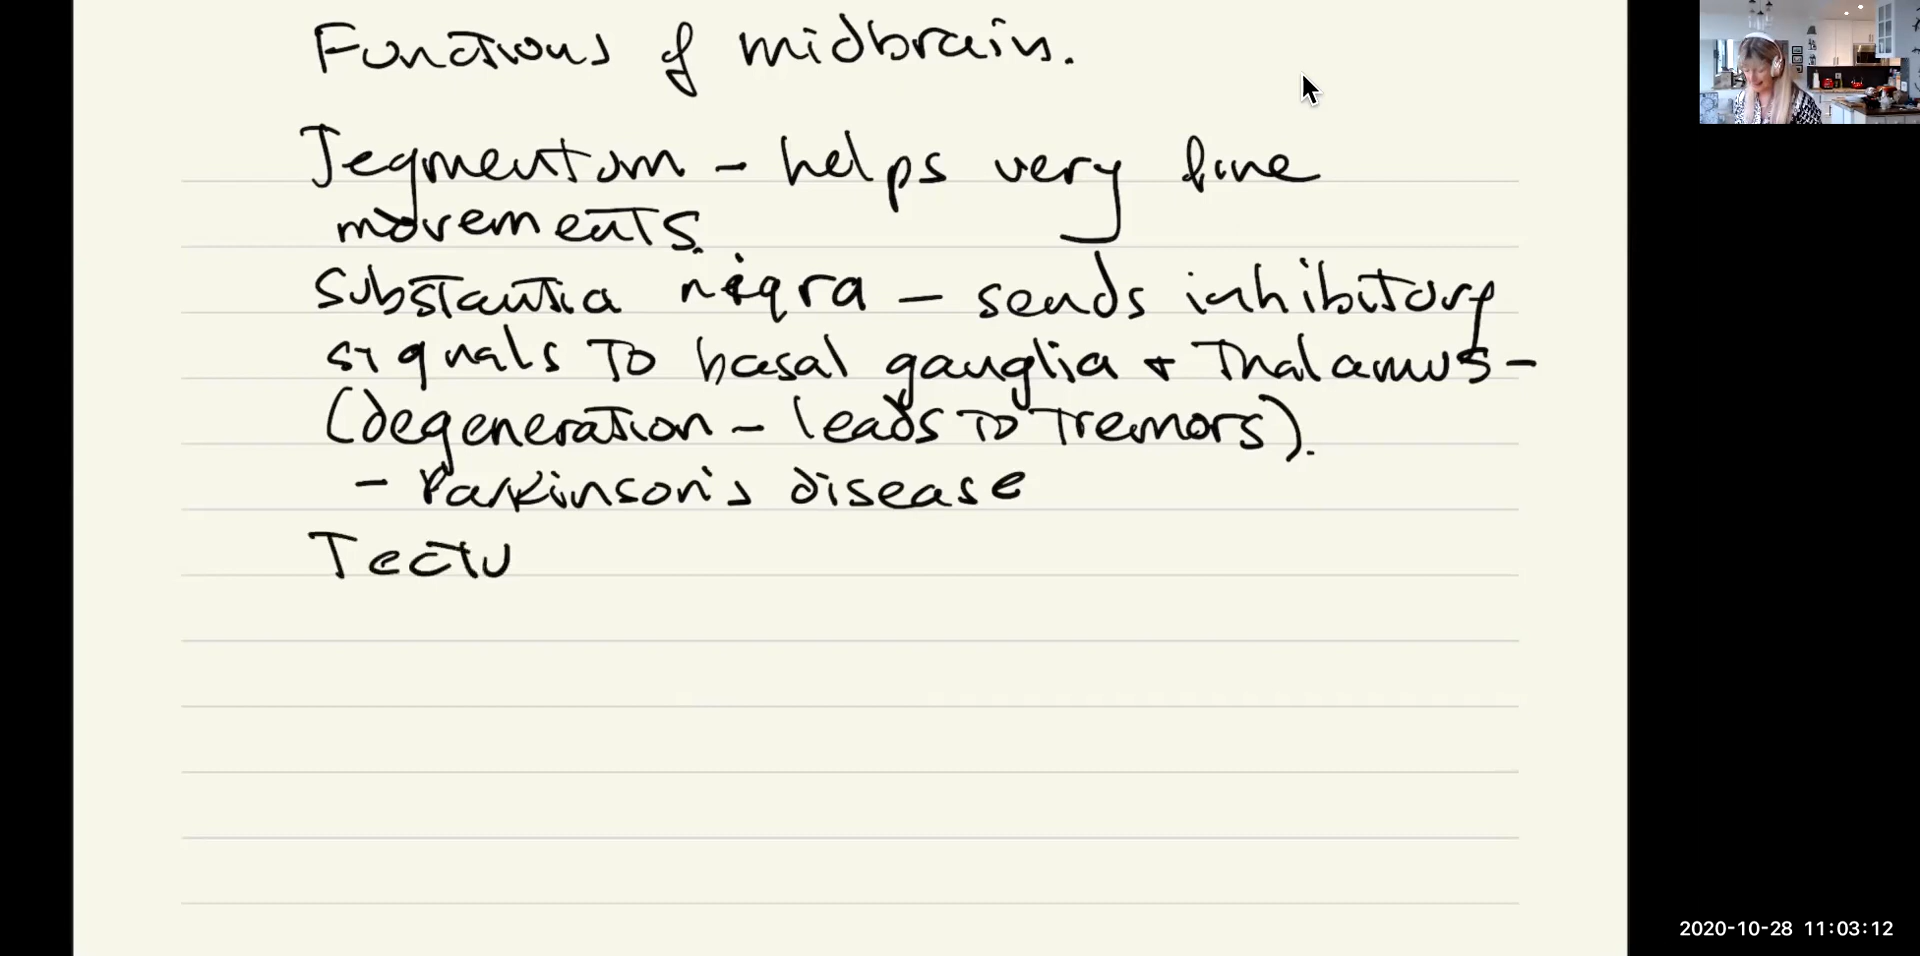 Functions of midbrain.
Tegmentum - helps very fine
movements.
Substantia nigra - sends inhibitory
signals to basal ganglia + Thalamus -
(degeneration - leads to tremors).
- Parkinson's disease
Tectu
2020-10-28 11:03:12